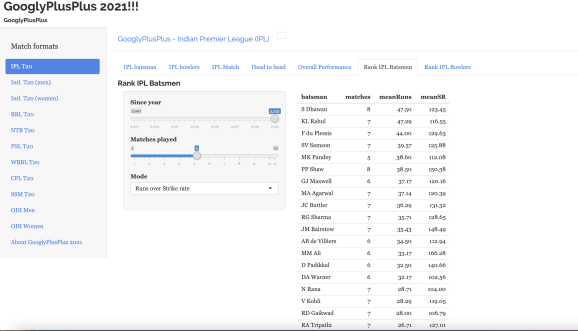 GooglyPlusPlus 2021!!!
GooglyPlusPlus
Match formats
IPL T20
Intl. T20 (men)
Intl. T20 (women)
BBL T20
NTB T20
PSL T20
WBBL T20
CPL T20
SSM T20
ODI Men
ODI Women
About GooglyPlusPlus 2021
GooglyPlusPlus - Indian Premier League (IPL)
IPL batsman IPL bowlers IPL Match Head to head Overall Performance Rank IPL Batsmen Rank IPL Bowlers
Rank IPL Batsmen
Since year
Matches played
Mode
Runs over Strike rate
batsman matches meanRuns meanSR
S Dhawan 8 47.50 123.45
KL Rahul 7 47.29 116.55
F du Plessis 7 44.00 129.63
SV Samson 7 39.57 125.88
MK Pandey 5 38.60 112.08
PP Shaw 8 38.50 150.58
GJ Maxwell 6 37.17 120.16
MA Agarwal 7 37.14 120.39
JC Buttler 7 36.29 131.32
RG Sharma 7 35.71 128.65
JM Bairstow 7 35.43 148.49
AB de Villiers 6 34.50 112.94
MM Ali 6 33.17 166.28
D Padikkal 6 32.50 140.66
DA Warner 6 32.17 102.56
N Rana 7 28.71 104.00
V Kohli 7 28.29 119.05
RD Gaikwad 7 28.00 106.79
RA Tripathi 7 26.71 127.01